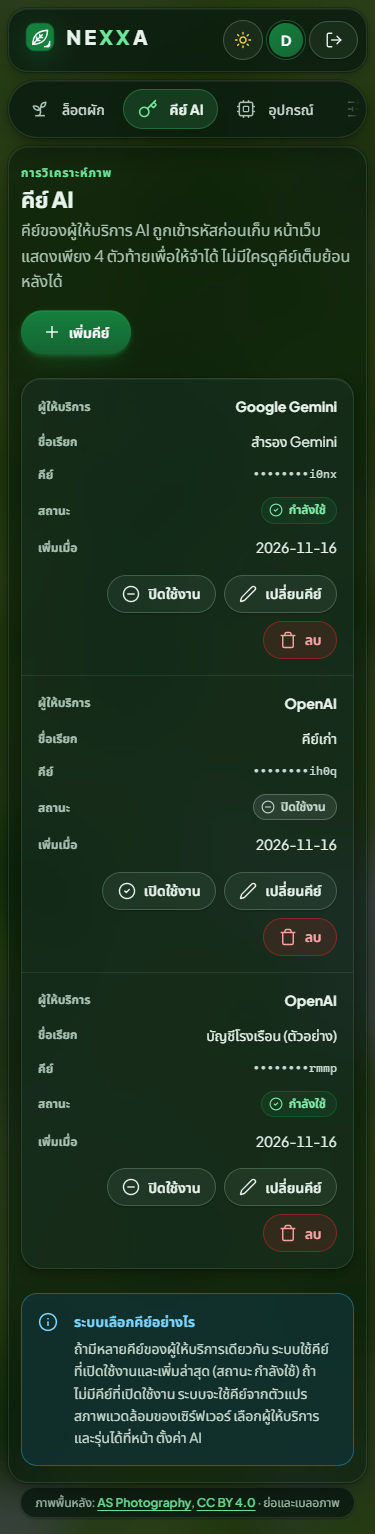 NEXXA
D
ล็อตผัก
คีย์ AI
อุปกรณ์
การวิเคราะห์ภาพ
คีย์ AI
คีย์ของผู้ให้บริการ AI ถูกเข้ารหัสก่อนเก็บ หน้าเว็บ
แสดงเพียง 4 ตัวท้ายเพื่อให้จำได้ ไม่มีใครดูคีย์เต็มย้อน
หลังได้
เพิ่มคีย์
ผู้ให้บริการ Google Gemini
ชื่อเรียก สำรอง Gemini
คีย์ ••••••••i0nx
สถานะ กำลังใช้
เพิ่มเมื่อ 2026-11-16
ปิดใช้งาน เปลี่ยนคีย์
ลบ
ผู้ให้บริการ OpenAI
ชื่อเรียก คีย์เก่า
คีย์ ••••••••ih0q
สถานะ ปิดใช้งาน
เพิ่มเมื่อ 2026-11-16
เปิดใช้งาน เปลี่ยนคีย์
ลบ
ผู้ให้บริการ OpenAI
ชื่อเรียก บัญชีโรงเรือน (ตัวอย่าง)
คีย์ ••••••••rmmp
สถานะ กำลังใช้
เพิ่มเมื่อ 2026-11-16
ปิดใช้งาน เปลี่ยนคีย์
ลบ
ระบบเลือกคีย์อย่างไร
ถ้ามีหลายคีย์ของผู้ให้บริการเดียวกัน ระบบใช้คีย์
ที่เปิดใช้งานและเพิ่มล่าสุด (สถานะ กำลังใช้) ถ้า
ไม่มีคีย์ที่เปิดใช้งาน ระบบจะใช้คีย์จากตัวแปร
สภาพแวดล้อมของเซิร์ฟเวอร์ เลือกผู้ให้บริการ
และรุ่นได้ที่หน้า ตั้งค่า AI
ภาพพื้นหลัง: AS Photography, CC BY 4.0 · ย่อและเบลอภาพ